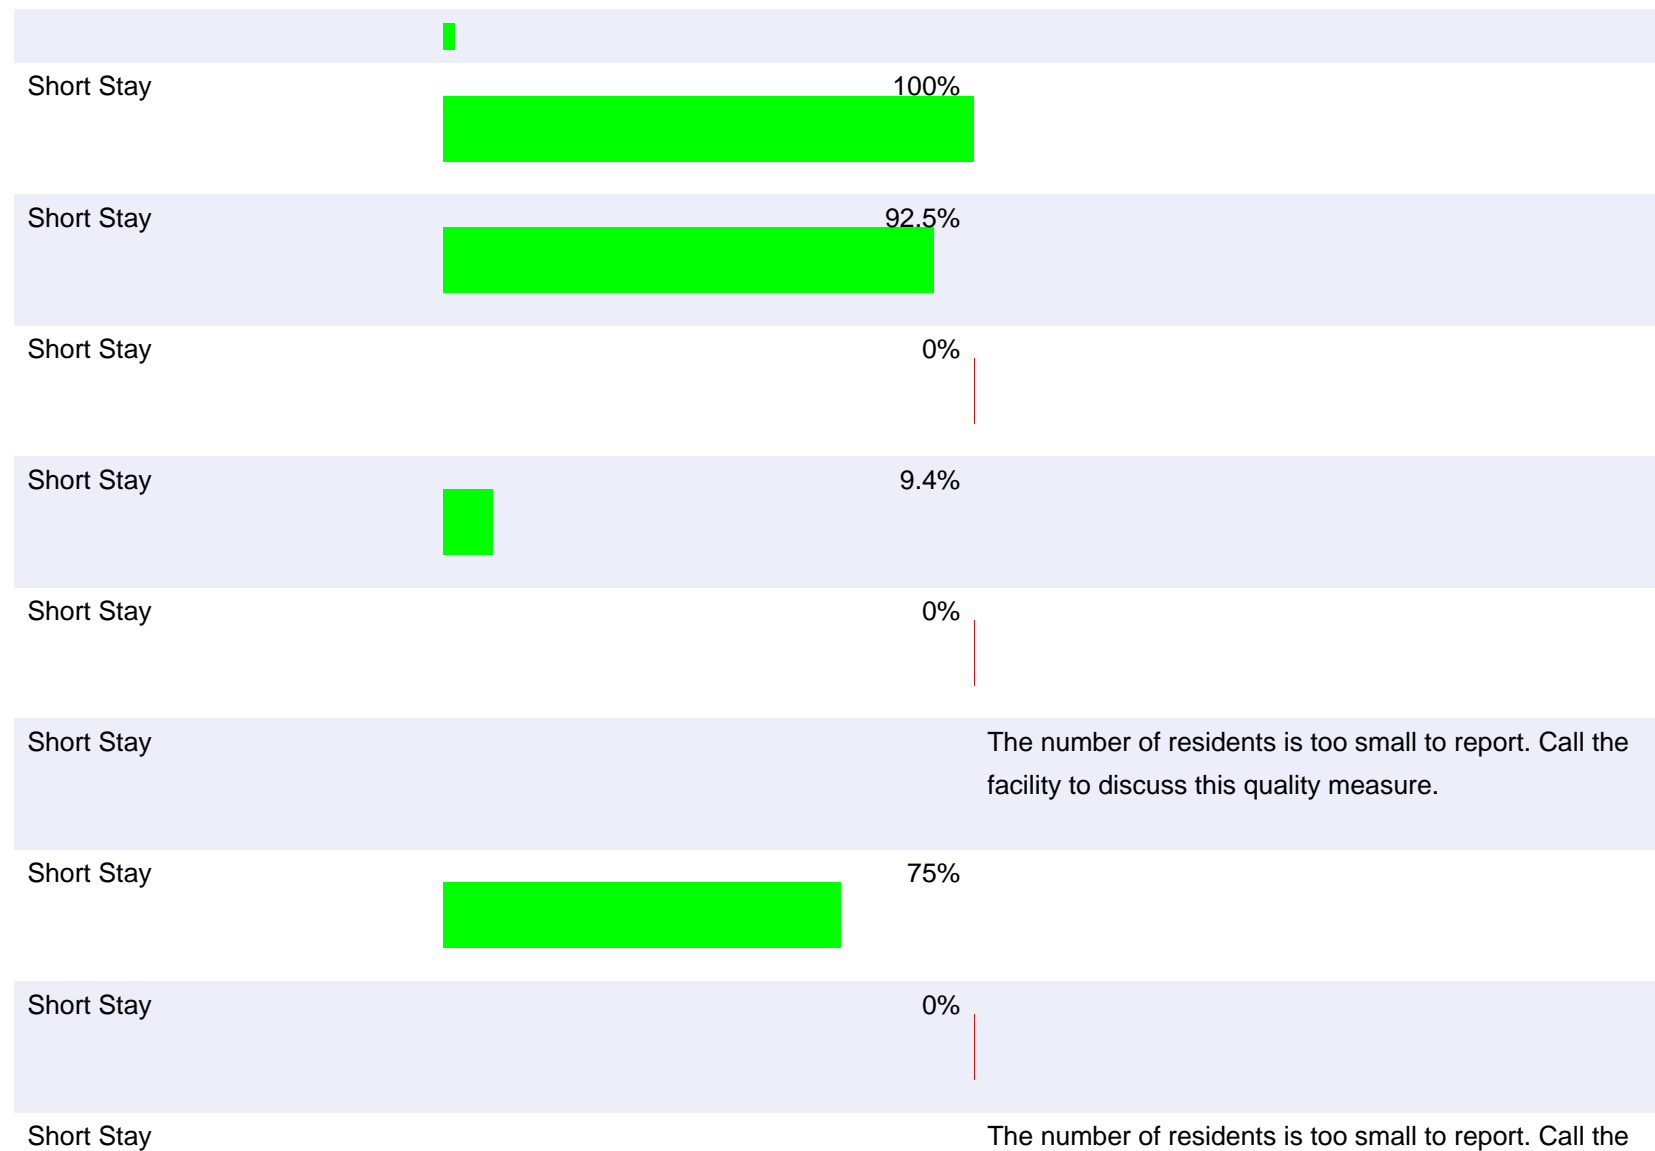 Short Stay 100%
Short Stay 92.5%
Short Stay 0%
Short Stay 9.4%
Short Stay 0%
Short Stay The number of residents is too small to report. Call the
facility to discuss this quality measure.
Short Stay 75%
Short Stay 0%
Short Stay The number of residents is too small to report. Call the